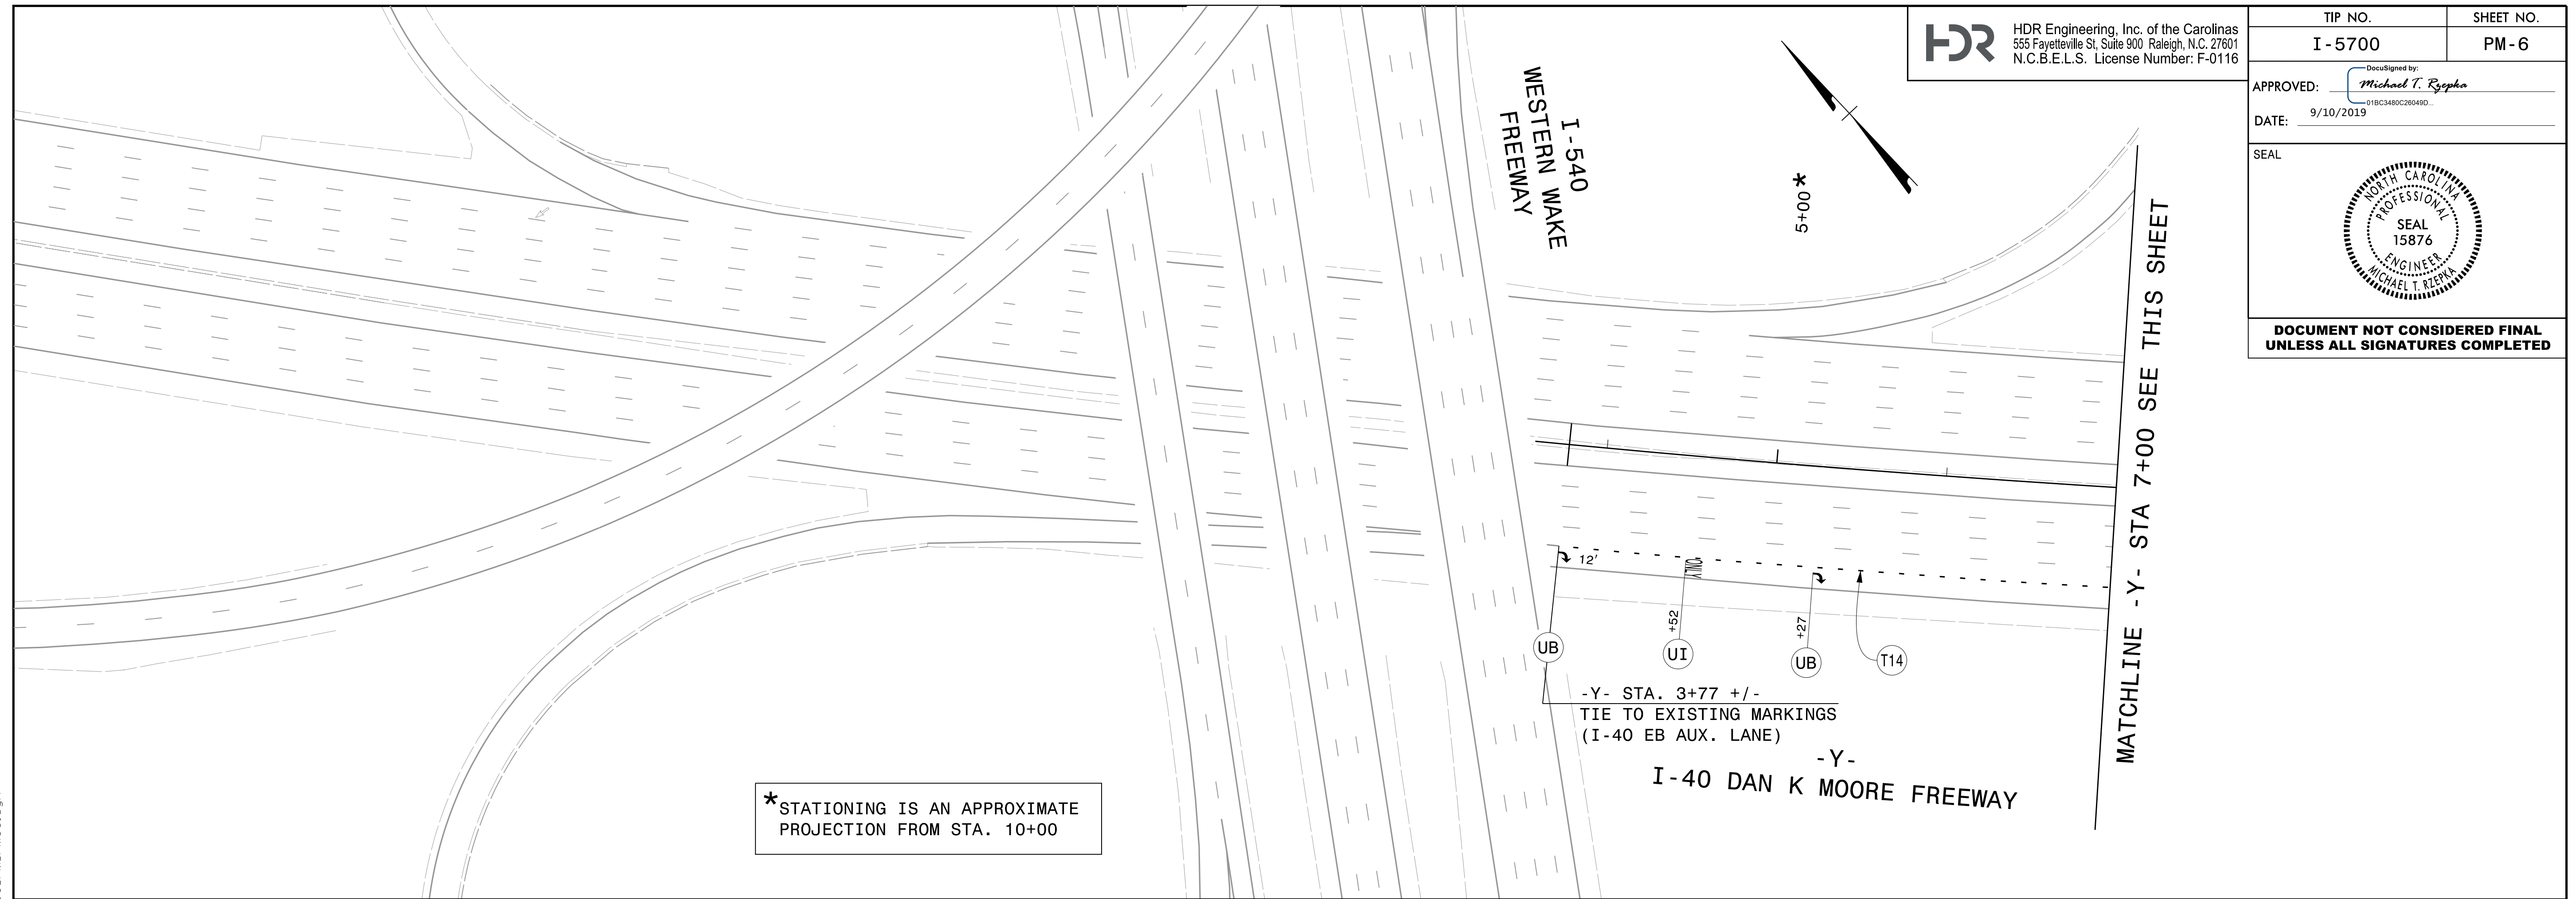 HDR
HDR Engineering, Inc. of the Carolinas
555 Fayetteville St, Suite 900 Raleigh, N.C. 27601
N.C.B.E.L.S. License Number: F-0116
TIP NO.
SHEET NO.
I-5700
PM-6
APPROVED:
DocuSigned by:
Michael T. Rzepka
01BC3480C26049D...
DATE:
9/10/2019
SEAL
NORTH CAROLINA
PROFESSIONAL
SEAL
15876
ENGINEER
MICHAEL T. RZEPKA
DOCUMENT NOT CONSIDERED FINAL
UNLESS ALL SIGNATURES COMPLETED
I-540
WESTERN WAKE
FREEWAY
5+00*
MATCHLINE -Y- STA 7+00 SEE THIS SHEET
12'
ONLY
+52
+27
UB
UI
UB
T14
-Y- STA. 3+77 +/-
TIE TO EXISTING MARKINGS
(I-40 EB AUX. LANE)
-Y-
I-40 DAN K MOORE FREEWAY
*STATIONING IS AN APPROXIMATE
PROJECTION FROM STA. 10+00